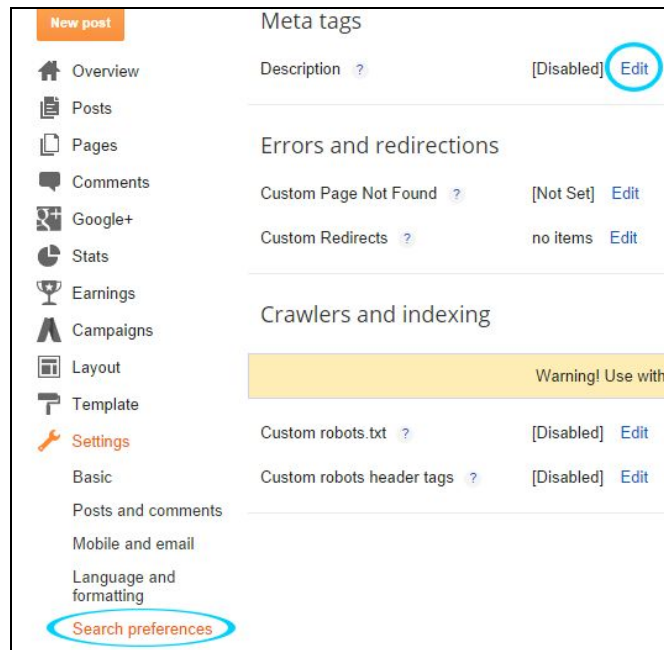 New post
Overview
Posts
Pages
Comments
Google+
Stats
Earnings
Campaigns
Layout
Template
Settings
Basic
Posts and comments
Mobile and email
Language and
formatting
Search preferences
Meta tags
Description ? [Disabled] Edit
Errors and redirections
Custom Page Not Found ? [Not Set] Edit
Custom Redirects ? no items Edit
Crawlers and indexing
Warning! Use with
Custom robots.txt ? [Disabled] Edit
Custom robots header tags ? [Disabled] Edit